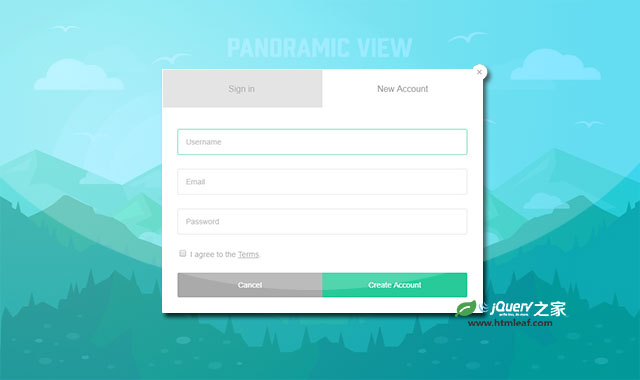 PANORAMIC VIEW
Sign in
New Account
×
Username
Email
Password
I agree to the Terms.
Cancel
Create Account
jQuery之家
www.htmleaf.com